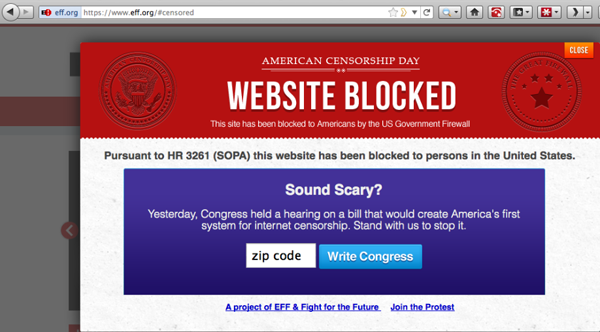 eff.org
https://www.eff.org/#censored
CLOSE
AMERICAN CENSORSHIP DAY
WEBSITE BLOCKED
This site has been blocked to Americans by the US Government Firewall
Pursuant to HR 3261 (SOPA) this website has been blocked to persons in the United States.
Sound Scary?
Yesterday, Congress held a hearing on a bill that would create America's first
system for internet censorship. Stand with us to stop it.
zip code
Write Congress
A project of EFF & Fight for the Future
Join the Protest